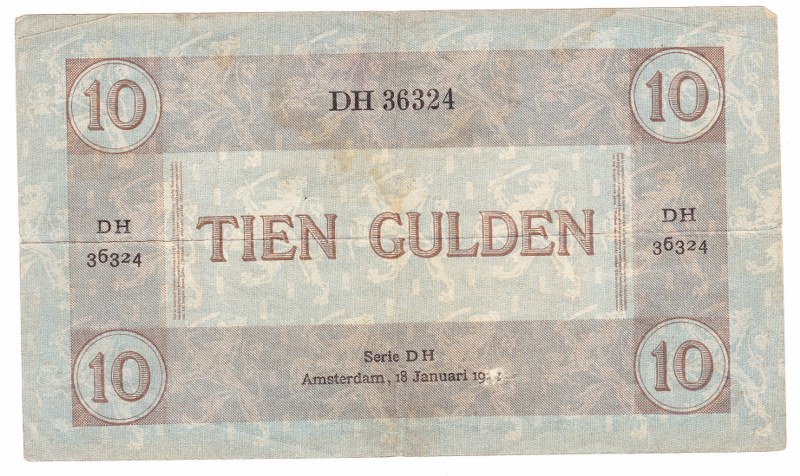 10
10
DH 36324
DH
36324
TIEN GULDEN
DH
36324
Serie DH
Amsterdam, 18 Januari
10
10